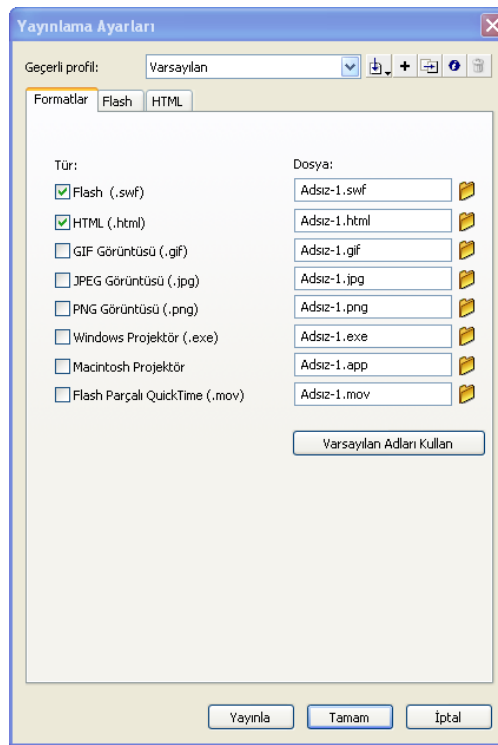 Yayınlama Ayarları
Geçerli profil: Varsayılan
Formatlar Flash HTML
Tür: Dosya:
Flash (.swf) Adsız-1.swf
HTML (.html) Adsız-1.html
GIF Görüntüsü (.gif) Adsız-1.gif
JPEG Görüntüsü (.jpg) Adsız-1.jpg
PNG Görüntüsü (.png) Adsız-1.png
Windows Projektör (.exe) Adsız-1.exe
Macintosh Projektör Adsız-1.app
Flash Parçalı QuickTime (.mov) Adsız-1.mov
Varsayılan Adları Kullan
Yayınla Tamam İptal